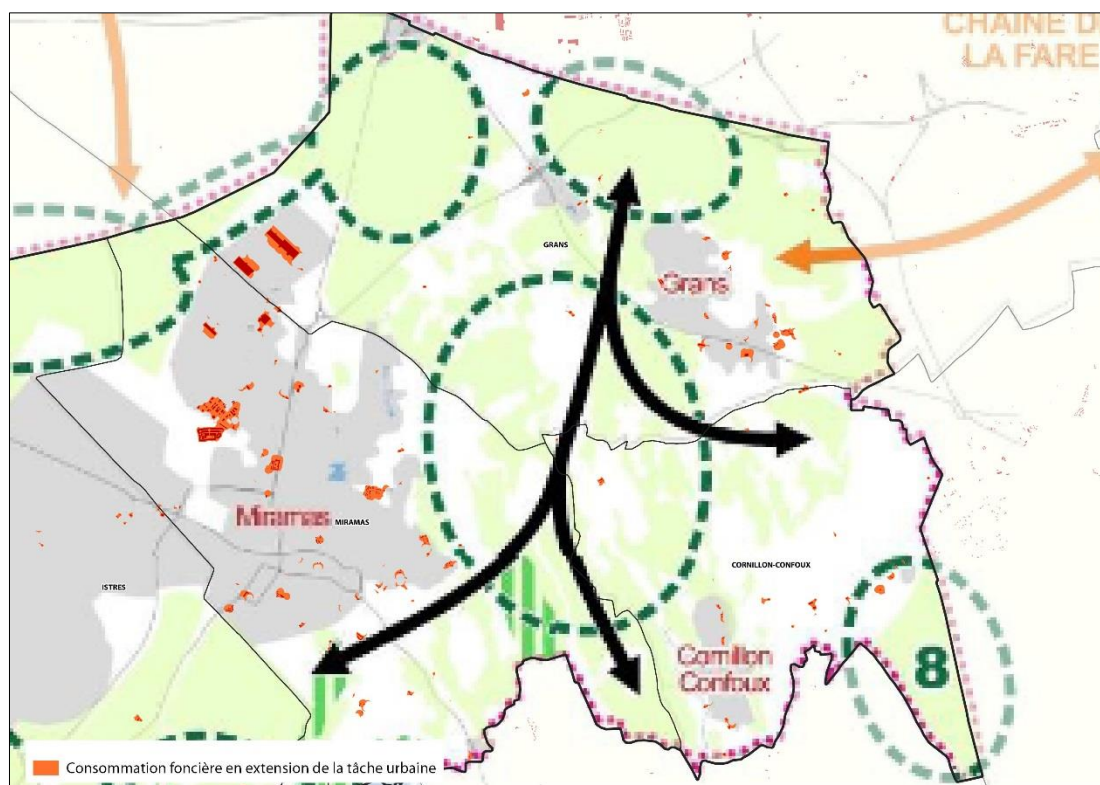 CHAINE D
LA FARE
GRANS
Grans
Miramas
MIRAMAS
ISTRES
CORNILLON-CONFOUX
Cornillon
Confoux
8
Consommation foncière en extension de la tâche urbaine